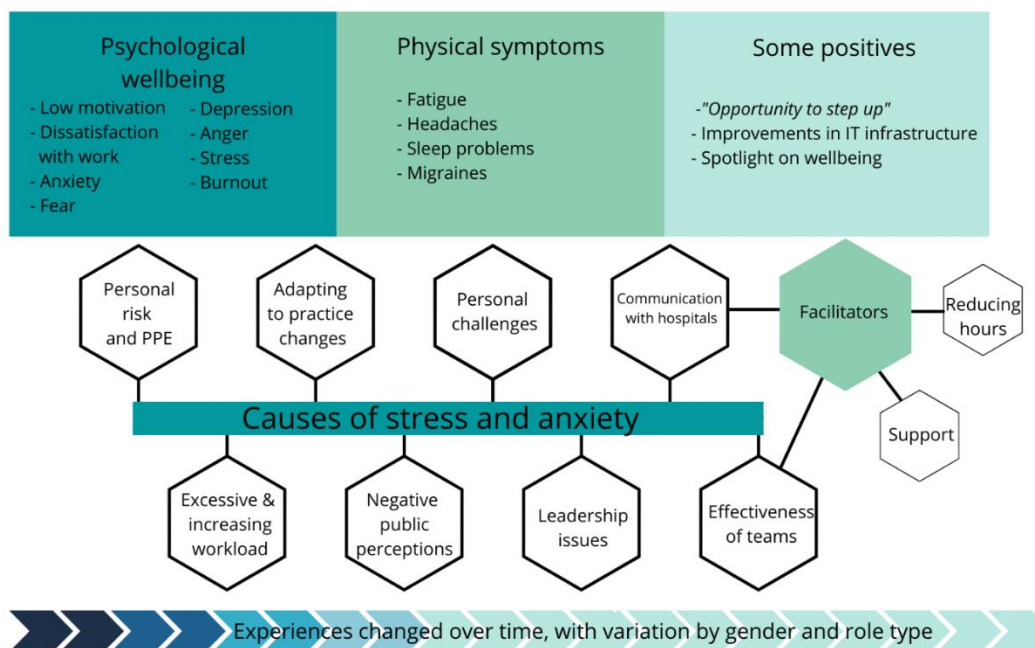 Psychological
wellbeing
- Low motivation
- Dissatisfaction
with work
- Anxiety
- Fear
- Depression
- Anger
- Stress
- Burnout
Physical symptoms
- Fatigue
- Headaches
- Sleep problems
- Migraines
Some positives
-"Opportunity to step up"
- Improvements in IT infrastructure
- Spotlight on wellbeing
Personal
risk
and PPE
Adapting
to practice
changes
Personal
challenges
Communication
with hospitals
Facilitators
Reducing
hours
Support
Causes of stress and anxiety
Excessive &
increasing
workload
Negative
public
perceptions
Leadership
issues
Effectiveness
of teams
Experiences changed over time, with variation by gender and role type